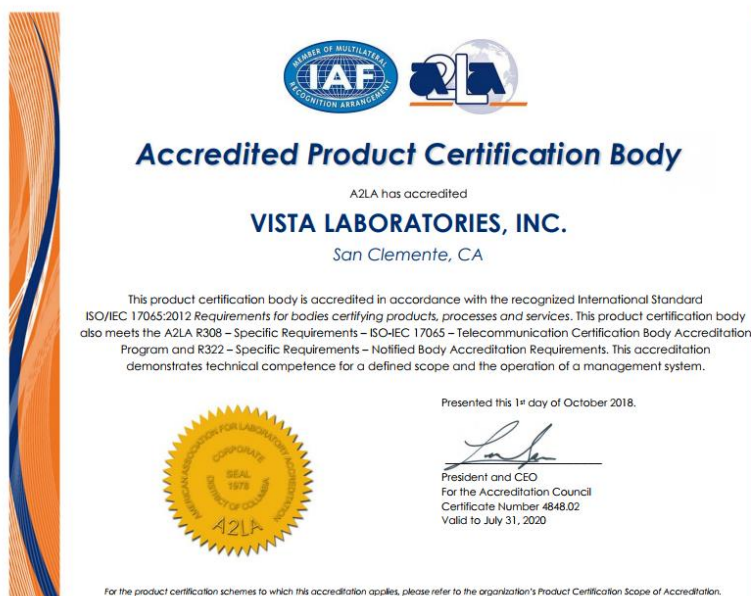 MEMBER OF MULTILATERAL
IAF
RECOGNITION ARRANGEMENT
A2LA
Accredited Product Certification Body
A2LA has accredited
VISTA LABORATORIES, INC.
San Clemente, CA
This product certification body is accredited in accordance with the recognized International Standard
ISO/IEC 17065:2012 Requirements for bodies certifying products, processes and services. This product certification body
also meets the A2LA R308 – Specific Requirements – ISO-IEC 17065 – Telecommunication Certification Body Accreditation
Program and R322 – Specific Requirements – Notified Body Accreditation Requirements. This accreditation
demonstrates technical competence for a defined scope and the operation of a management system.
AMERICAN ASSOCIATION FOR LABORATORY ACCREDITATION
CORPORATE
SEAL
1978
DISTRICT OF COLUMBIA
A2LA
Presented this 1st day of October 2018.
President and CEO
For the Accreditation Council
Certificate Number 4848.02
Valid to July 31, 2020
For the product certification schemes to which this accreditation applies, please refer to the organization's Product Certification Scope of Accreditation.